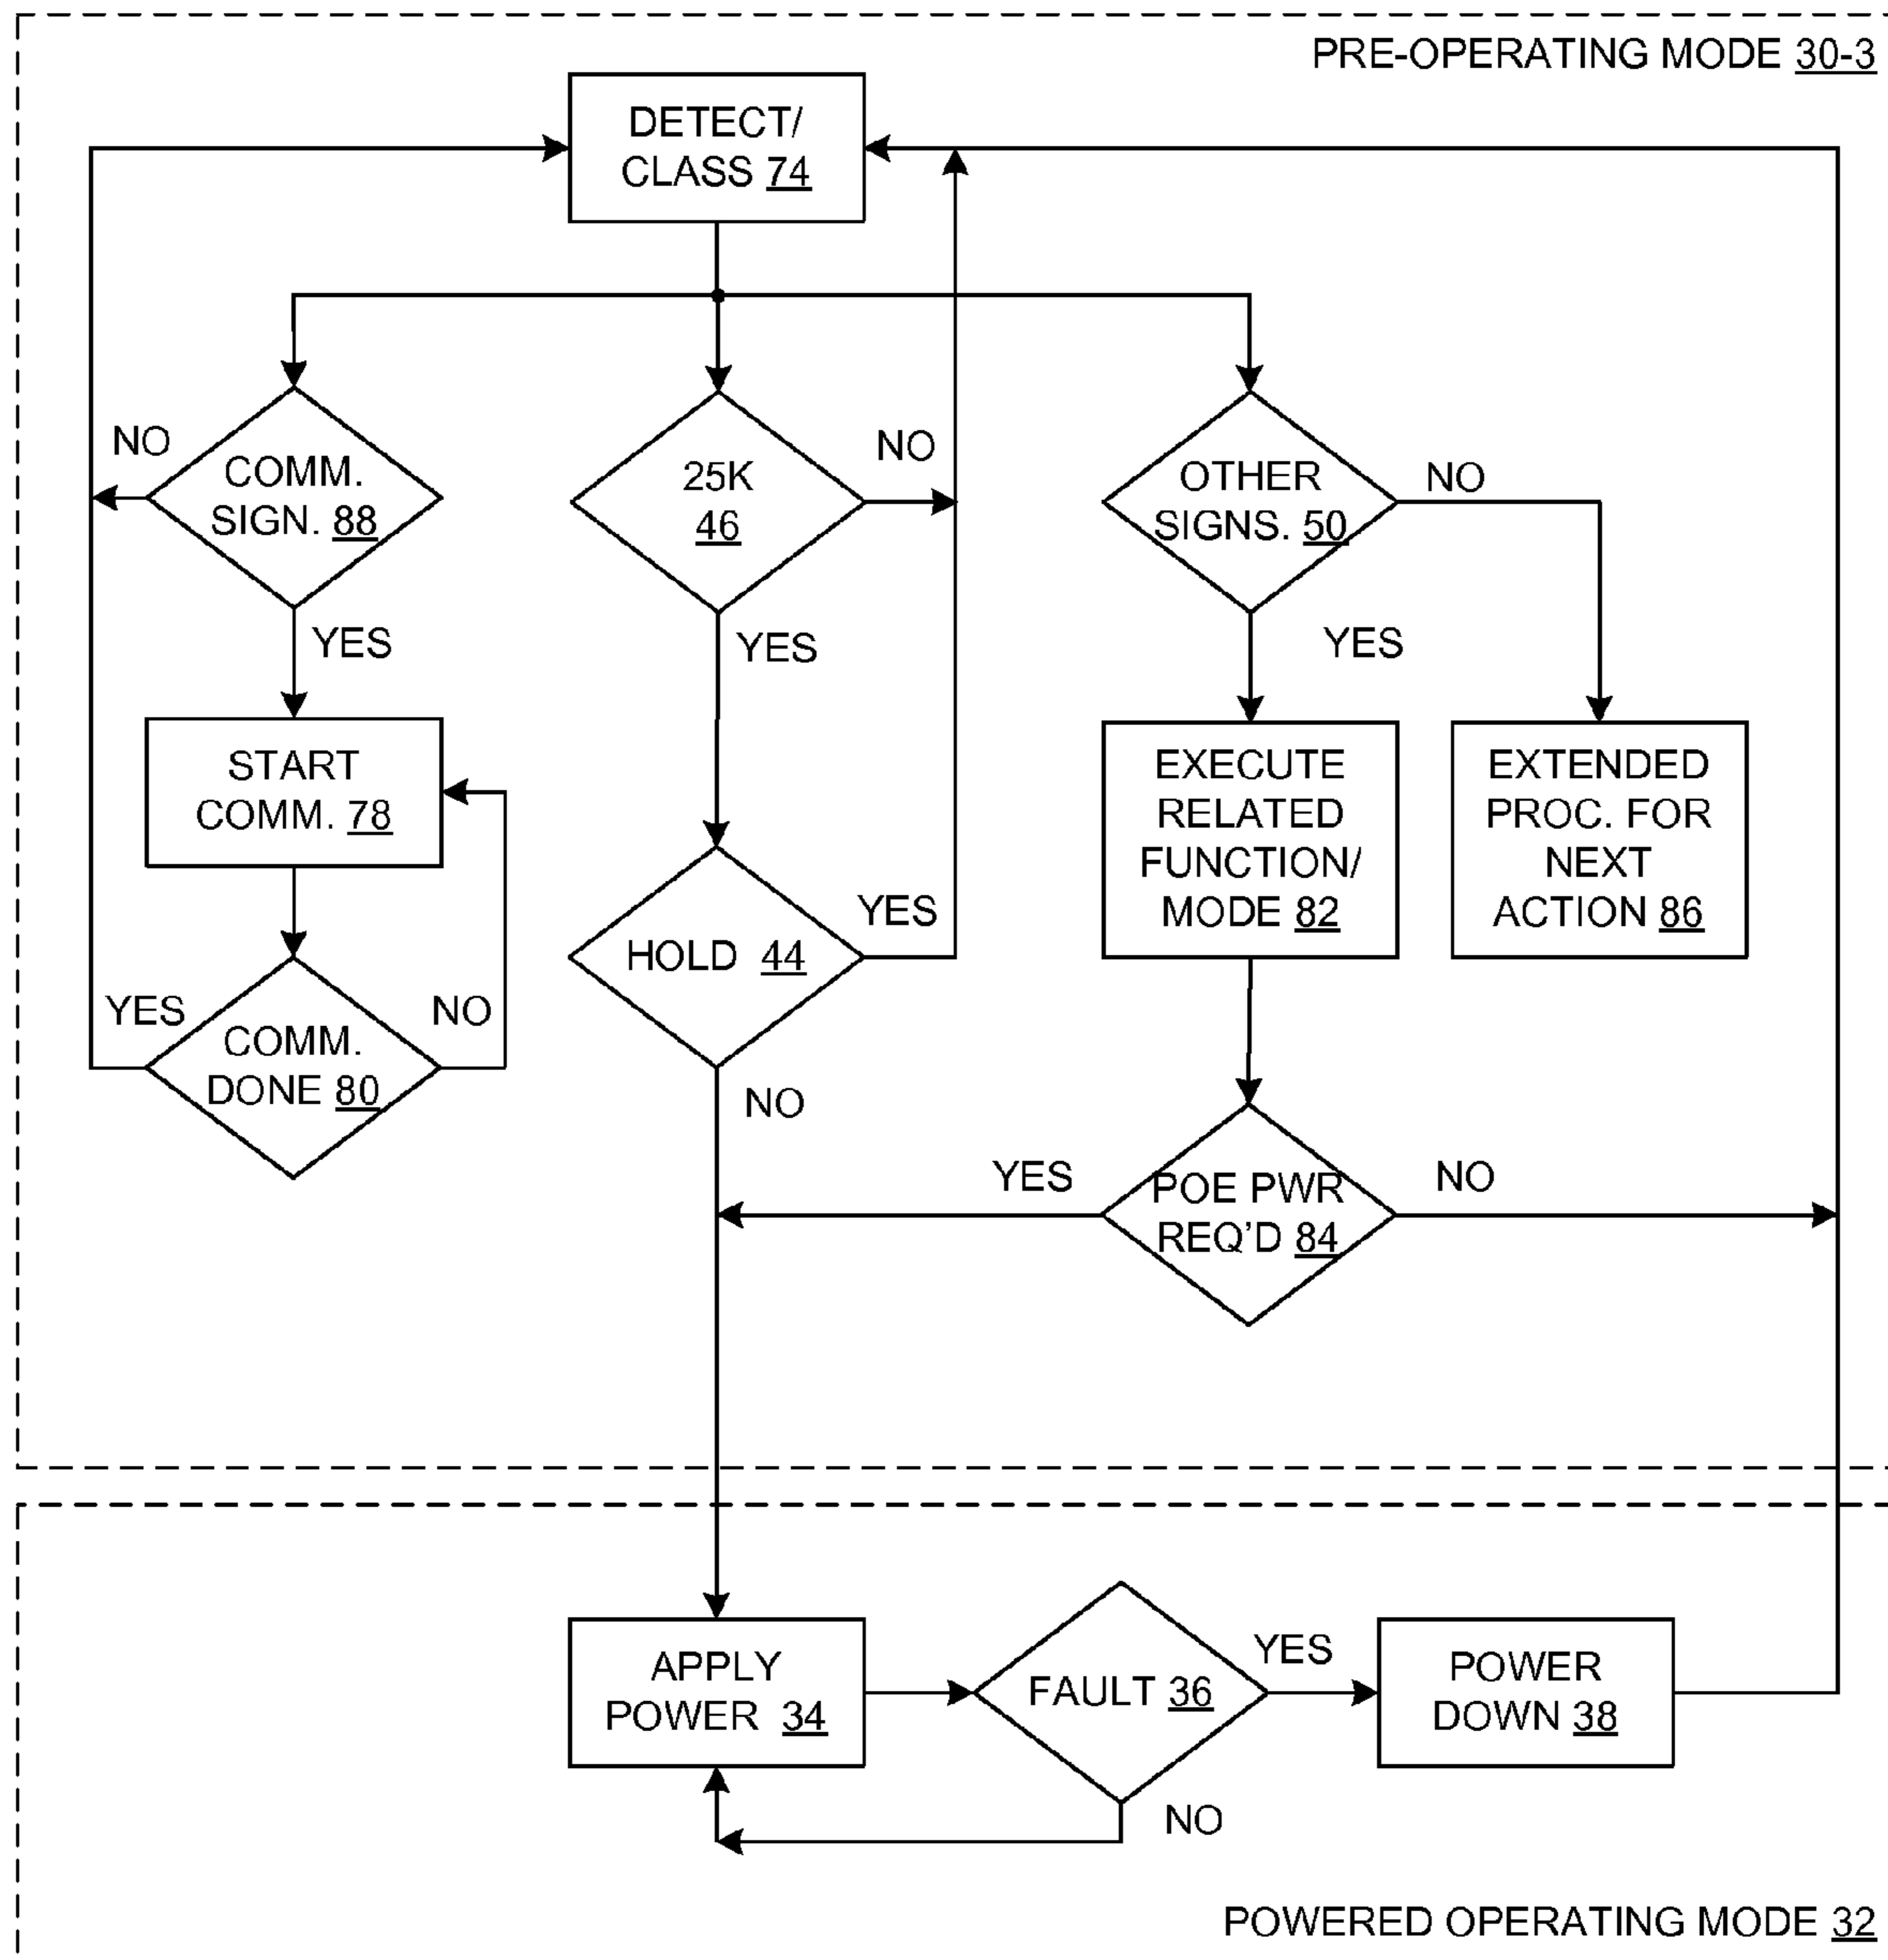 PRE-OPERATING MODE 30-3
DETECT/
CLASS 74
NO
COMM.
SIGN. 88
YES
25K
46
NO
YES
OTHER
SIGNS. 50
NO
YES
START
COMM. 78
EXECUTE
RELATED
FUNCTION/
MODE 82
EXTENDED
PROC. FOR
NEXT
ACTION 86
HOLD 44
YES
NO
YES
COMM.
DONE 80
NO
YES
POE PWR
REQ'D 84
NO
APPLY
POWER 34
FAULT 36
YES
NO
POWER
DOWN 38
POWERED OPERATING MODE 32